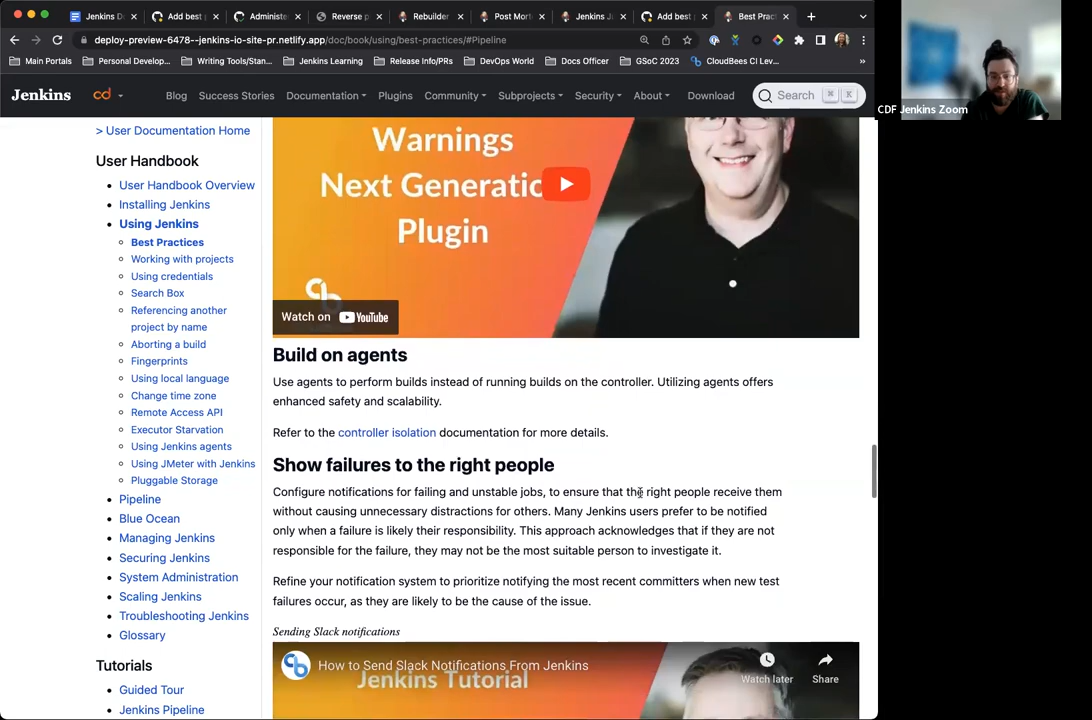 Jenkins D
Add best
Administe
Reverse p
Rebuilder
Post Mort
Jenkins Ja
Add best
Best Prac
deploy-preview-6478--jenkins-io-site-pr.netlify.app/doc/book/using/best-practices/#Pipeline
Main Portals
Personal Develop...
Writing Tools/Stan...
Jenkins Learning
Release Info/PRs
DevOps World
Docs Officer
GSoC 2023
CloudBees CI Lev...
»
Jenkins
cd
Blog
Success Stories
Documentation
Plugins
Community
Subprojects
Security
About
Download
Search
⌘
K
CDF Jenkins Zoom
> User Documentation Home
User Handbook
User Handbook Overview
Installing Jenkins
Using Jenkins
Best Practices
Working with projects
Using credentials
Search Box
Referencing another
project by name
Aborting a build
Fingerprints
Using local language
Change time zone
Remote Access API
Executor Starvation
Using Jenkins agents
Using JMeter with Jenkins
Pluggable Storage
Pipeline
Blue Ocean
Managing Jenkins
Securing Jenkins
System Administration
Scaling Jenkins
Troubleshooting Jenkins
Glossary
Tutorials
Guided Tour
Jenkins Pipeline
Warnings
Next Generation
Plugin
Watch on YouTube
Build on agents
Use agents to perform builds instead of running builds on the controller. Utilizing agents offers
enhanced safety and scalability.
Refer to the controller isolation documentation for more details.
Show failures to the right people
Configure notifications for failing and unstable jobs, to ensure that the right people receive them
without causing unnecessary distractions for others. Many Jenkins users prefer to be notified
only when a failure is likely their responsibility. This approach acknowledges that if they are not
responsible for the failure, they may not be the most suitable person to investigate it.
Refine your notification system to prioritize notifying the most recent committers when new test
failures occur, as they are likely to be the cause of the issue.
Sending Slack notifications
How to Send Slack Notifications From Jenkins
Jenkins Tutorial
Watch later
Share